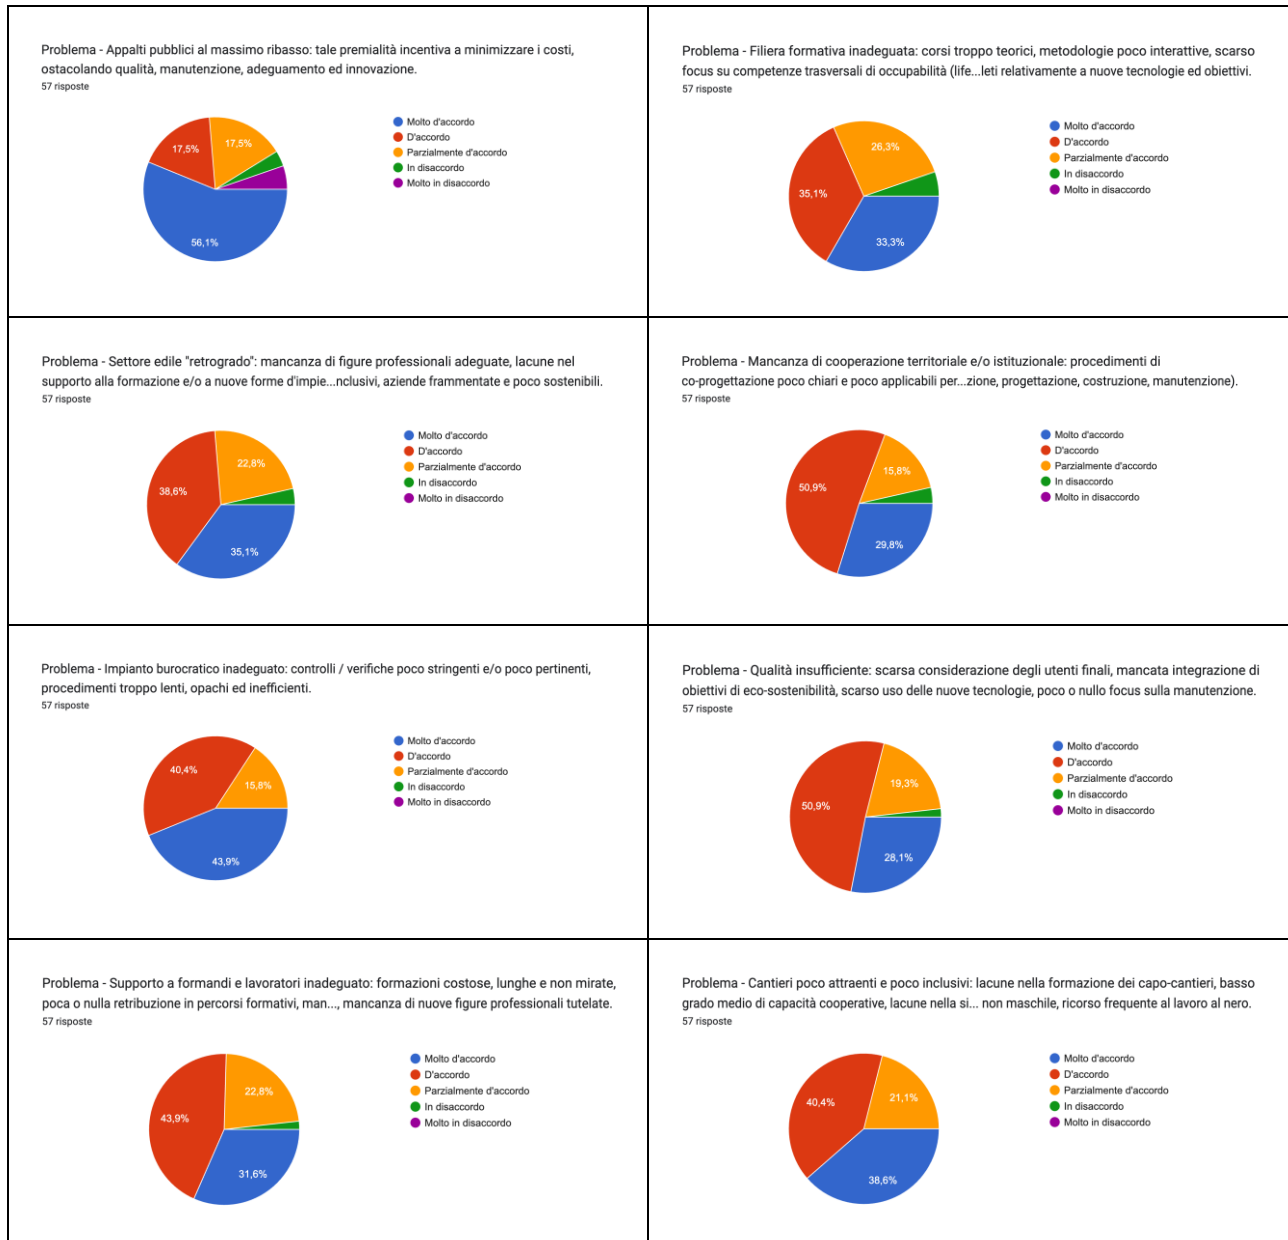 Problema - Appalti pubblici al massimo ribasso: tale premialità incentiva a minimizzare i costi,
ostacolando qualità, manutenzione, adeguamento ed innovazione.
57 risposte
Molto d'accordo
D'accordo
Parzialmente d'accordo
In disaccordo
Molto in disaccordo
17,5%
17,5%
56,1%
Problema - Filiera formativa inadeguata: corsi troppo teorici, metodologie poco interattive, scarso
focus su competenze trasversali di occupabilità (life...leti relativamente a nuove tecnologie ed obiettivi.
57 risposte
Molto d'accordo
D'accordo
Parzialmente d'accordo
In disaccordo
Molto in disaccordo
26,3%
35,1%
33,3%
Problema - Settore edile "retrogrado": mancanza di figure professionali adeguate, lacune nel
supporto alla formazione e/o a nuove forme d'impie...nclusivi, aziende frammentate e poco sostenibili.
57 risposte
Molto d'accordo
D'accordo
Parzialmente d'accordo
In disaccordo
Molto in disaccordo
22,8%
38,6%
35,1%
Problema - Mancanza di cooperazione territoriale e/o istituzionale: procedimenti di
co-progettazione poco chiari e poco applicabili per...zione, progettazione, costruzione, manutenzione).
57 risposte
Molto d'accordo
D'accordo
Parzialmente d'accordo
In disaccordo
Molto in disaccordo
15,8%
50,9%
29,8%
Problema - Impianto burocratico inadeguato: controlli / verifiche poco stringenti e/o poco pertinenti,
procedimenti troppo lenti, opachi ed inefficienti.
57 risposte
Molto d'accordo
D'accordo
Parzialmente d'accordo
In disaccordo
Molto in disaccordo
40,4%
15,8%
43,9%
Problema - Qualità insufficiente: scarsa considerazione degli utenti finali, mancata integrazione di
obiettivi di eco-sostenibilità, scarso uso delle nuove tecnologie, poco o nullo focus sulla manutenzione.
57 risposte
Molto d'accordo
D'accordo
Parzialmente d'accordo
In disaccordo
Molto in disaccordo
19,3%
50,9%
28,1%
Problema - Supporto a formandi e lavoratori inadeguato: formazioni costose, lunghe e non mirate,
poca o nulla retribuzione in percorsi formativi, man..., mancanza di nuove figure professionali tutelate.
57 risposte
Molto d'accordo
D'accordo
Parzialmente d'accordo
In disaccordo
Molto in disaccordo
22,8%
43,9%
31,6%
Problema - Cantieri poco attraenti e poco inclusivi: lacune nella formazione dei capo-cantieri, basso
grado medio di capacità cooperative, lacune nella si... non maschile, ricorso frequente al lavoro al nero.
57 risposte
Molto d'accordo
D'accordo
Parzialmente d'accordo
In disaccordo
Molto in disaccordo
21,1%
40,4%
38,6%